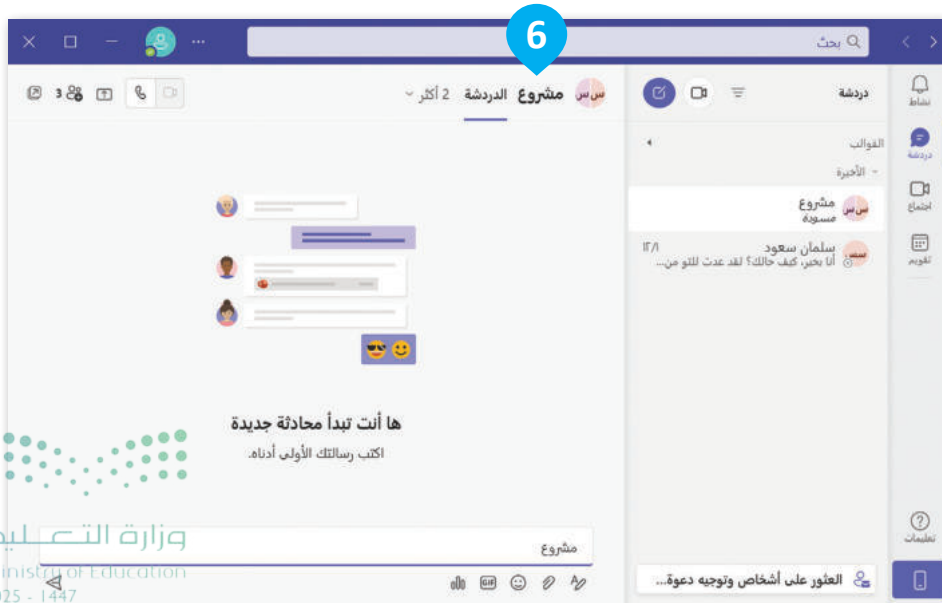 6
بحث
نشاط
دردشة
اجتماع
تقويم
تعليمات
دردشة
القوالب
الأخيرة
س س
مشروع
مسودة
سلمان سعود
١٢/١
أنا بخير، كيف حالك؟ لقد عدت للتو من...
العثور على أشخاص وتوجيه دعوة...
س س مشروع الدردشة 2 أكثر
3
ها أنت تبدأ محادثة جديدة
اكتب رسالتك الأولى أدناه.
مشروع
GIF
وزارة التعليم
Ministry of Education
2025 - 1447